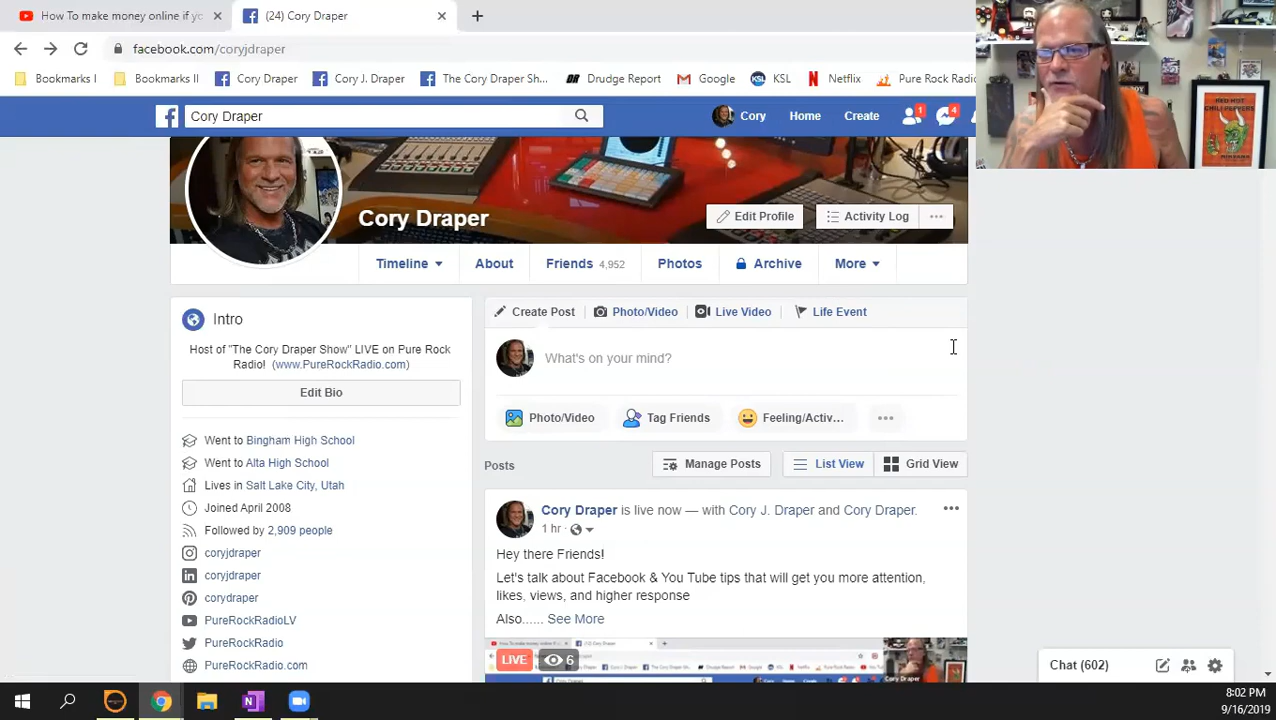 How To make money online if yo
(24) Cory Draper
facebook.com/coryjdraper
Bookmarks I
Bookmarks II
Cory Draper
Cory J. Draper
The Cory Draper Sh...
Drudge Report
Google
KSL
Netflix
Pure Rock Radio
RED HOT
CHILI PEPPERS
Cory Draper
Cory
Home
Create
1
4
Cory Draper
Edit Profile
Activity Log
Timeline
About
Friends 4,952
Photos
Archive
More
Intro
Host of "The Cory Draper Show" LIVE on Pure Rock
Radio! (www.PureRockRadio.com)
Edit Bio
Went to Bingham High School
Went to Alta High School
Lives in Salt Lake City, Utah
Joined April 2008
Followed by 2,909 people
coryjdraper
coryjdraper
corydraper
PureRockRadioLV
PureRockRadio
PureRockRadio.com
Create Post
Photo/Video
Live Video
Life Event
What's on your mind?
Photo/Video
Tag Friends
Feeling/Activ...
Posts
Manage Posts
List View
Grid View
Cory Draper is live now — with Cory J. Draper and Cory Draper.
1 hr
Hey there Friends!
Let's talk about Facebook & You Tube tips that will get you more attention,
likes, views, and higher response
Also...... See More
LIVE
6
Chat (602)
8:02 PM
9/16/2019